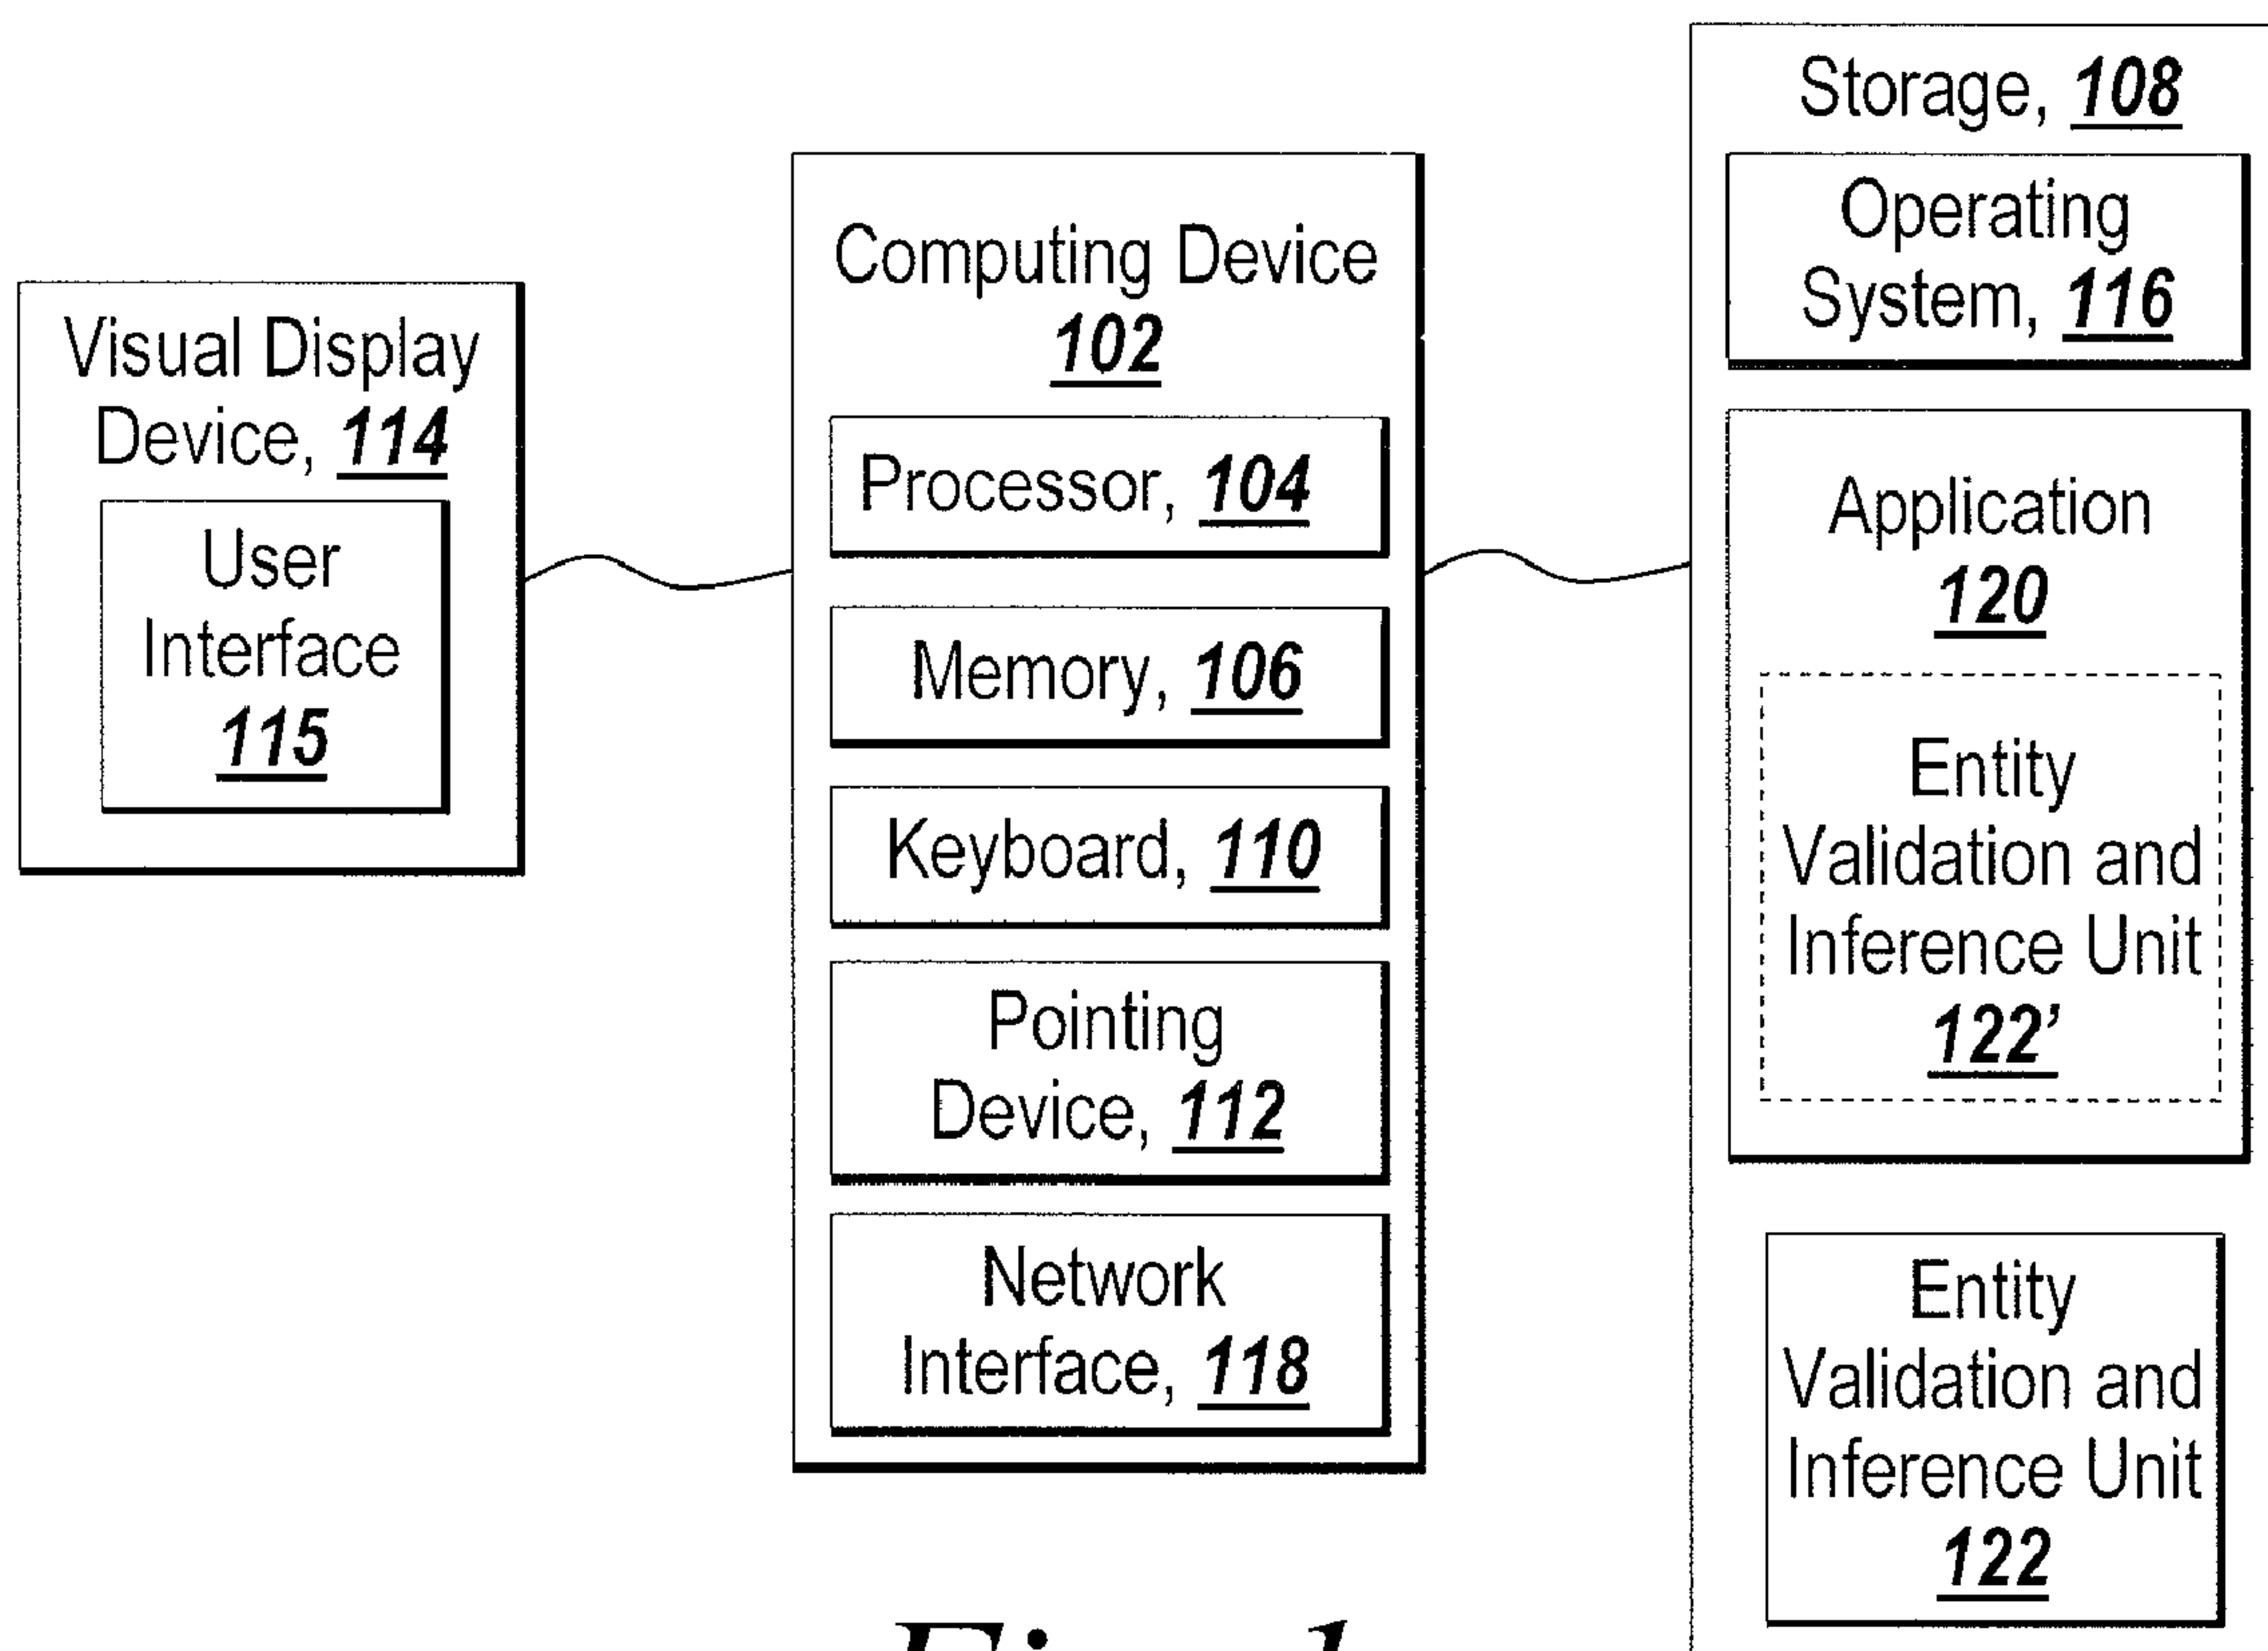 Visual Display
Device, 114
User
Interface
115
Computing Device
102
Processor, 104
Memory, 106
Keyboard, 110
Pointing
Device, 112
Network
Interface, 118
Storage, 108
Operating
System, 116
Application
120
Entity
Validation and
Inference Unit
122’
Entity
Validation and
Inference Unit
122